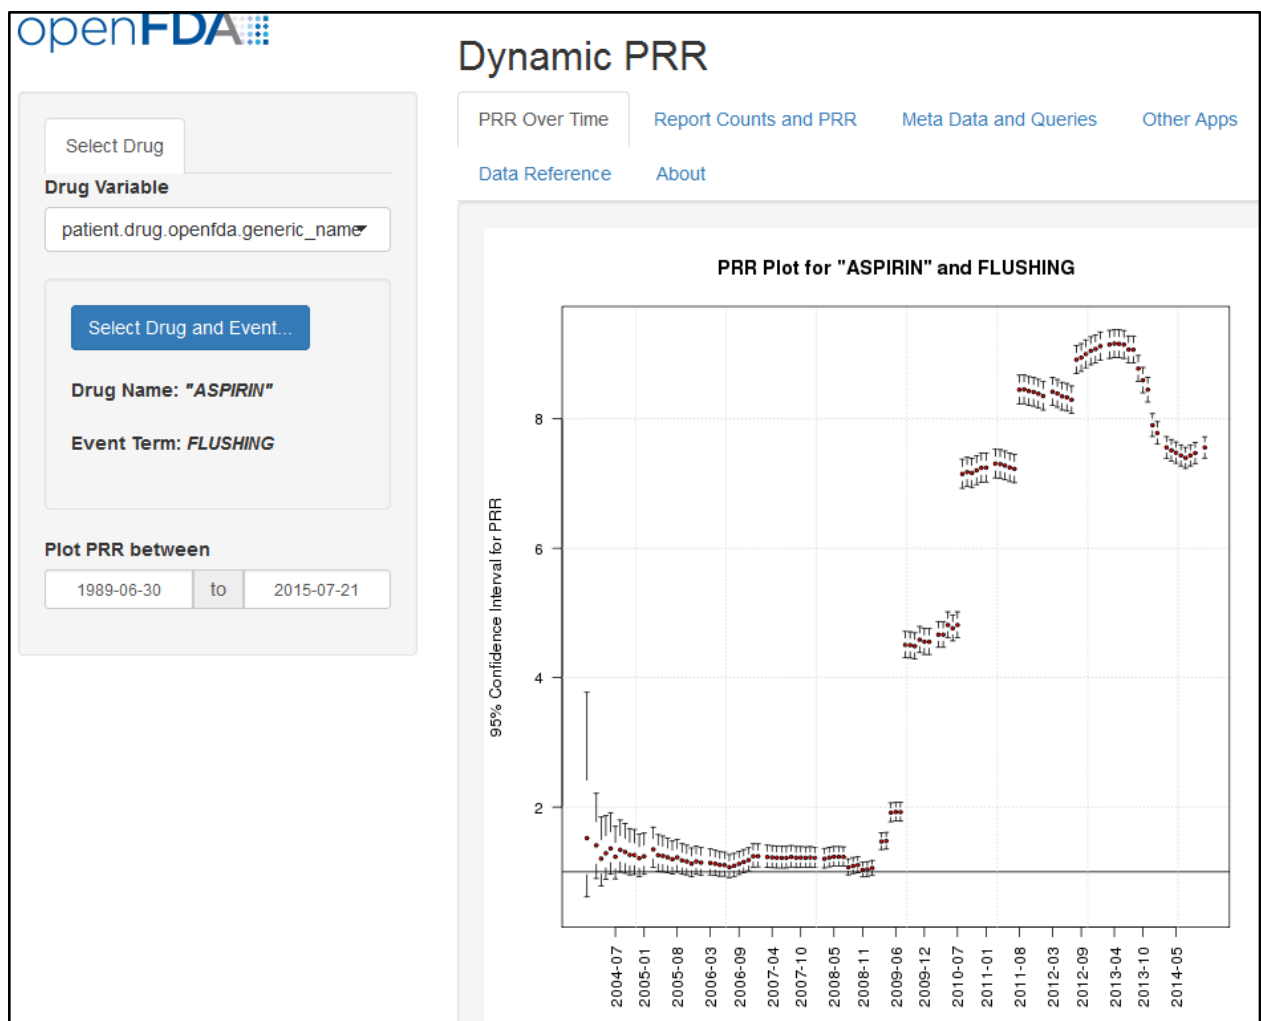 openFDA
Dynamic PRR
PRR Over Time
Report Counts and PRR
Meta Data and Queries
Other Apps
Data Reference
About
Select Drug
Drug Variable
patient.drug.openfda.generic_name
Select Drug and Event...
Drug Name: "ASPIRIN"
Event Term: FLUSHING
Plot PRR between
1989-06-30 to 2015-07-21
PRR Plot for "ASPIRIN" and FLUSHING
95% Confidence Interval for PRR
8
6
4
2
2004-07
2005-01
2005-08
2006-03
2006-09
2007-04
2007-10
2008-05
2008-11
2009-06
2009-12
2010-07
2011-01
2011-08
2012-03
2012-09
2013-04
2013-10
2014-05